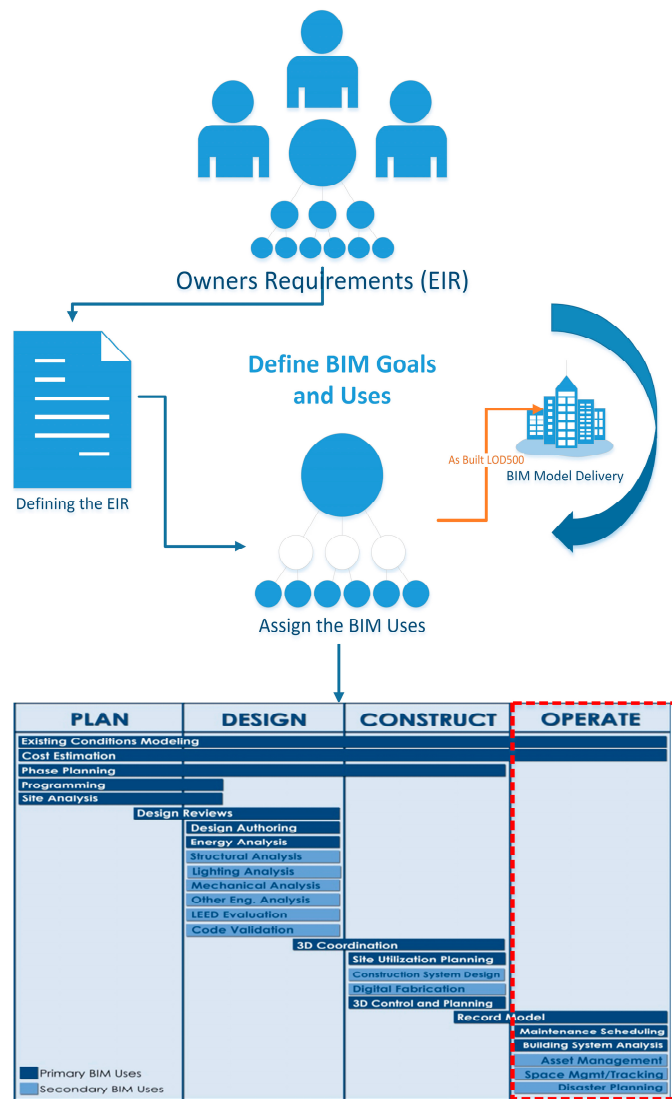 Owners Requirements (EIR)
Define BIM Goals
and Uses
As Built LOD500
BIM Model Delivery
Defining the EIR
Assign the BIM Uses
PLAN
DESIGN
CONSTRUCT
OPERATE
Existing Conditions Modeling
Cost Estimation
Phase Planning
Programming
Site Analysis
Design Reviews
Design Authoring
Energy Analysis
Structural Analysis
Lighting Analysis
Mechanical Analysis
Other Eng. Analysis
LEED Evaluation
Code Validation
3D Coordination
Site Utilization Planning
Construction System Design
Digital Fabrication
3D Control and Planning
Record Model
Maintenance Scheduling
Building System Analysis
Asset Management
Space Mgmt/Tracking
Disaster Planning
Primary BIM Uses
Secondary BIM Uses